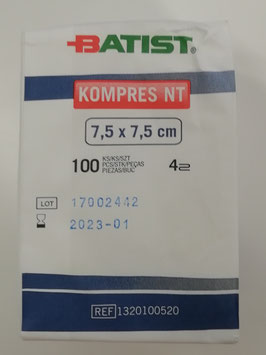 BATIST®
KOMPRES NT
7,5 x 7,5 cm
100 KS/KS/SZT
PCS/STK/PEÇAS
PIEZAS/BUC
4
LOT 17002442
2023-01
REF 1320100520